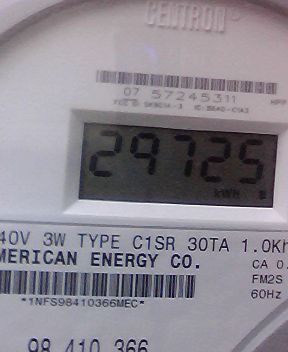 CENTRON®
07 57245311
29725
kWh
40V 3W TYPE C1SR 30TA 1.0Kh
MERICAN ENERGY CO.
CA 0.
FM2S
*1NFS98410366MEC*
60Hz
98 410 366